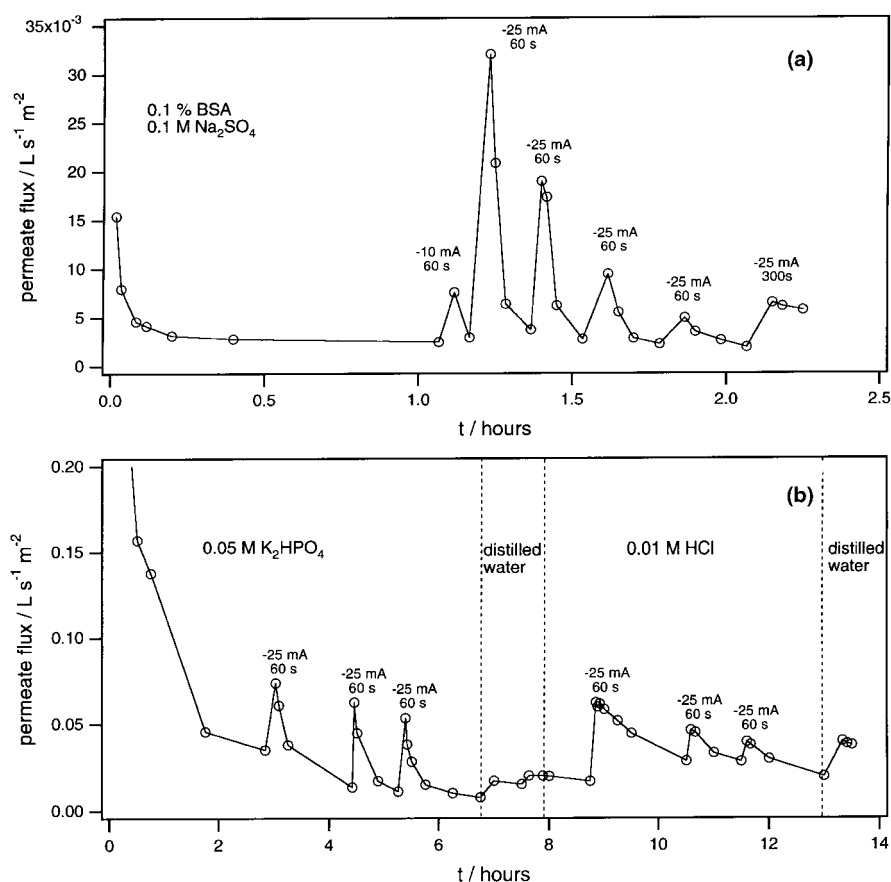 35x10⁻³
30
25
20
15
10
5
0
permeate flux / L s⁻¹ m⁻²
(a)
0.1 % BSA
0.1 M Na₂SO₄
-10 mA
60 s
-25 mA
60 s
-25 mA
60 s
-25 mA
60 s
-25 mA
60 s
-25 mA
300s
0.0
0.5
1.0
1.5
2.0
2.5
t / hours
0.20
0.15
0.10
0.05
0.00
permeate flux / L s⁻¹ m⁻²
(b)
0.05 M K₂HPO₄
distilled
water
0.01 M HCl
distilled
water
-25 mA
60 s
-25 mA
60 s
-25 mA
60 s
-25 mA
60 s
-25 mA
60 s
-25 mA
60 s
0
2
4
6
8
10
12
14
t / hours